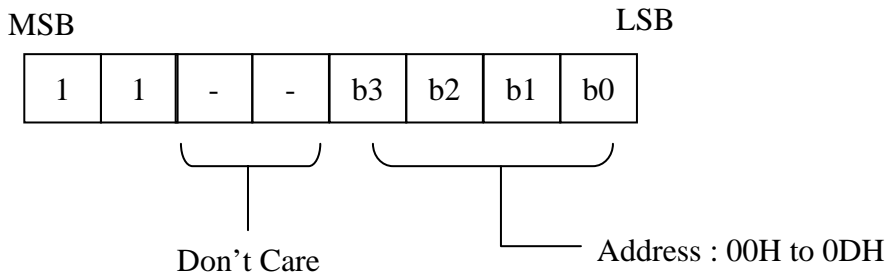 MSB LSB
1 1 - - b3 b2 b1 b0
Don't Care Address : 00H to 0DH